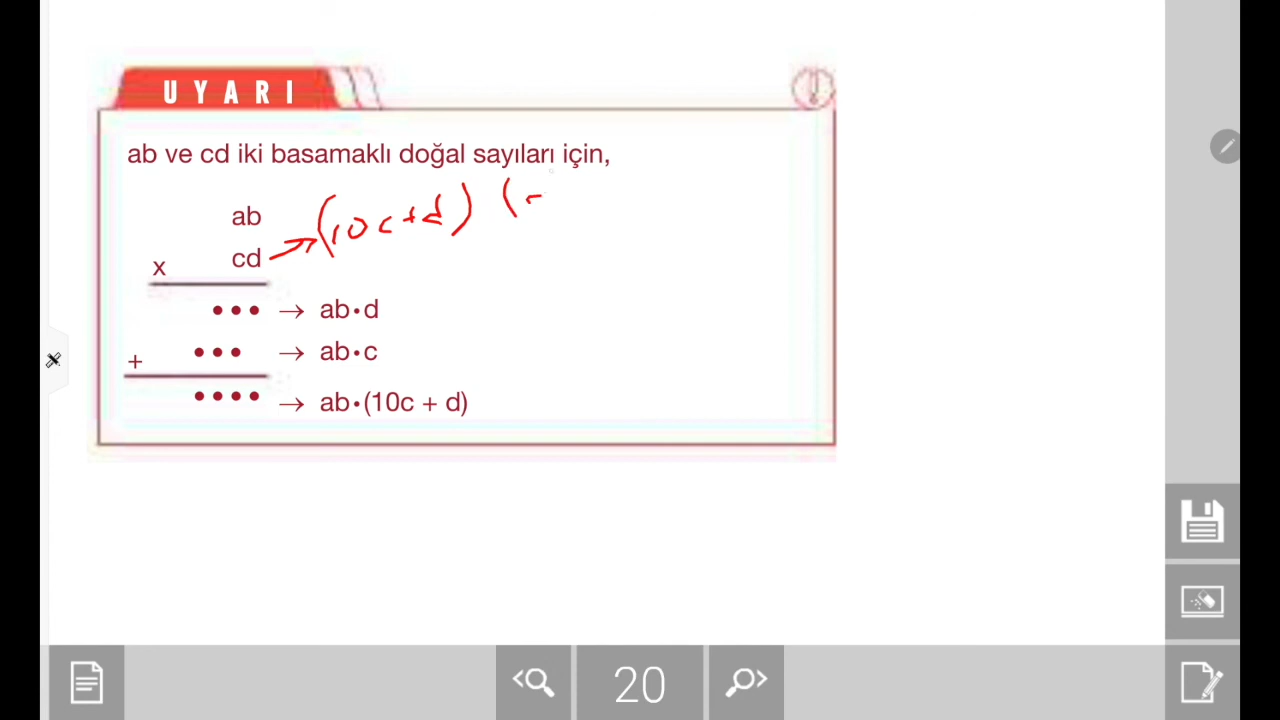 UYARI
ab ve cd iki basamaklı doğal sayıları için,
ab
(10c+d) (
x cd
••• → ab•d
+ ••• → ab•c
•••• → ab•(10c + d)
20